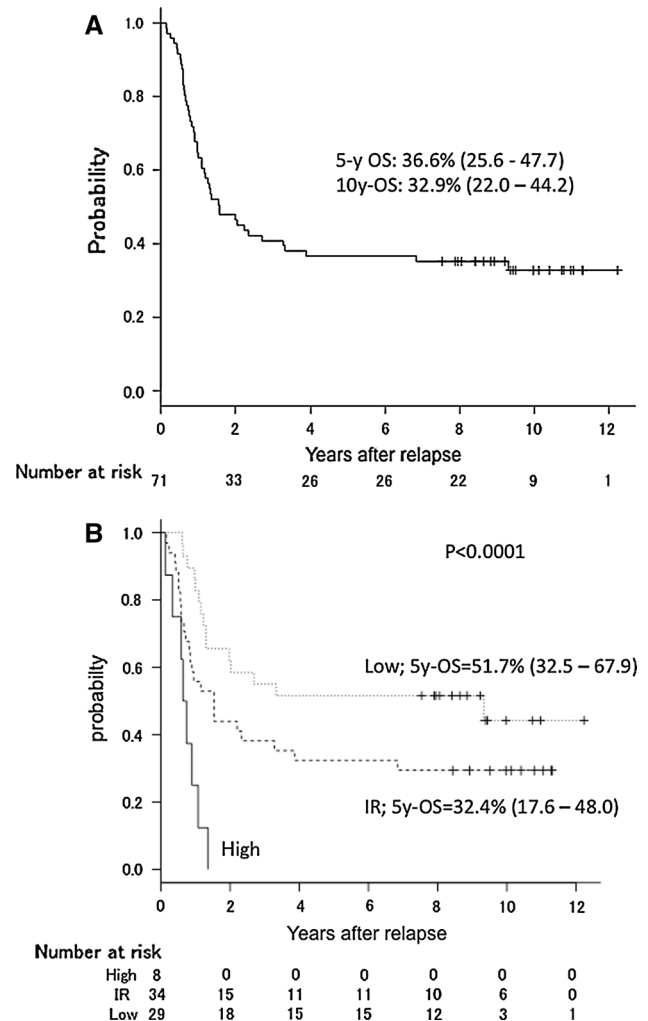 A
1.0
0.8
0.6
0.4
0.2
0.0
Probability
5-y OS: 36.6% (25.6 - 47.7)
10y-OS: 32.9% (22.0 – 44.2)
0 2 4 6 8 10 12
Years after relapse
Number at risk 71 33 26 26 22 9 1
B
1.0
0.8
0.6
0.4
0.2
0.0
probabilty
P<0.0001
Low; 5y-OS=51.7% (32.5 – 67.9)
IR; 5y-OS=32.4% (17.6 – 48.0)
High
0 2 4 6 8 10 12
Years after relapse
Number at risk
High 8 0 0 0 0 0 0
IR 34 15 11 11 10 6 0
Low 29 18 15 15 12 3 1